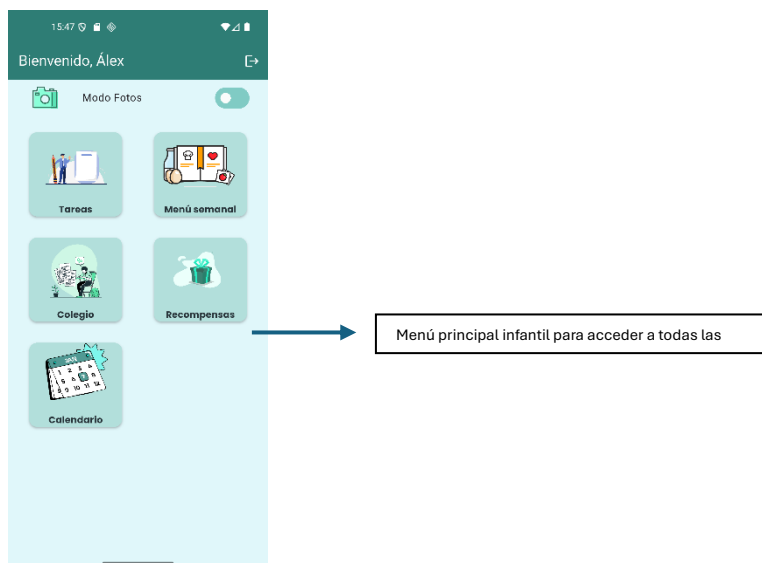 15:47
Bienvenido, Álex
Modo Fotos
Tareas
Menú semanal
Colegio
Recompensas
Menú principal infantil para acceder a todas las
JAN
Calendario